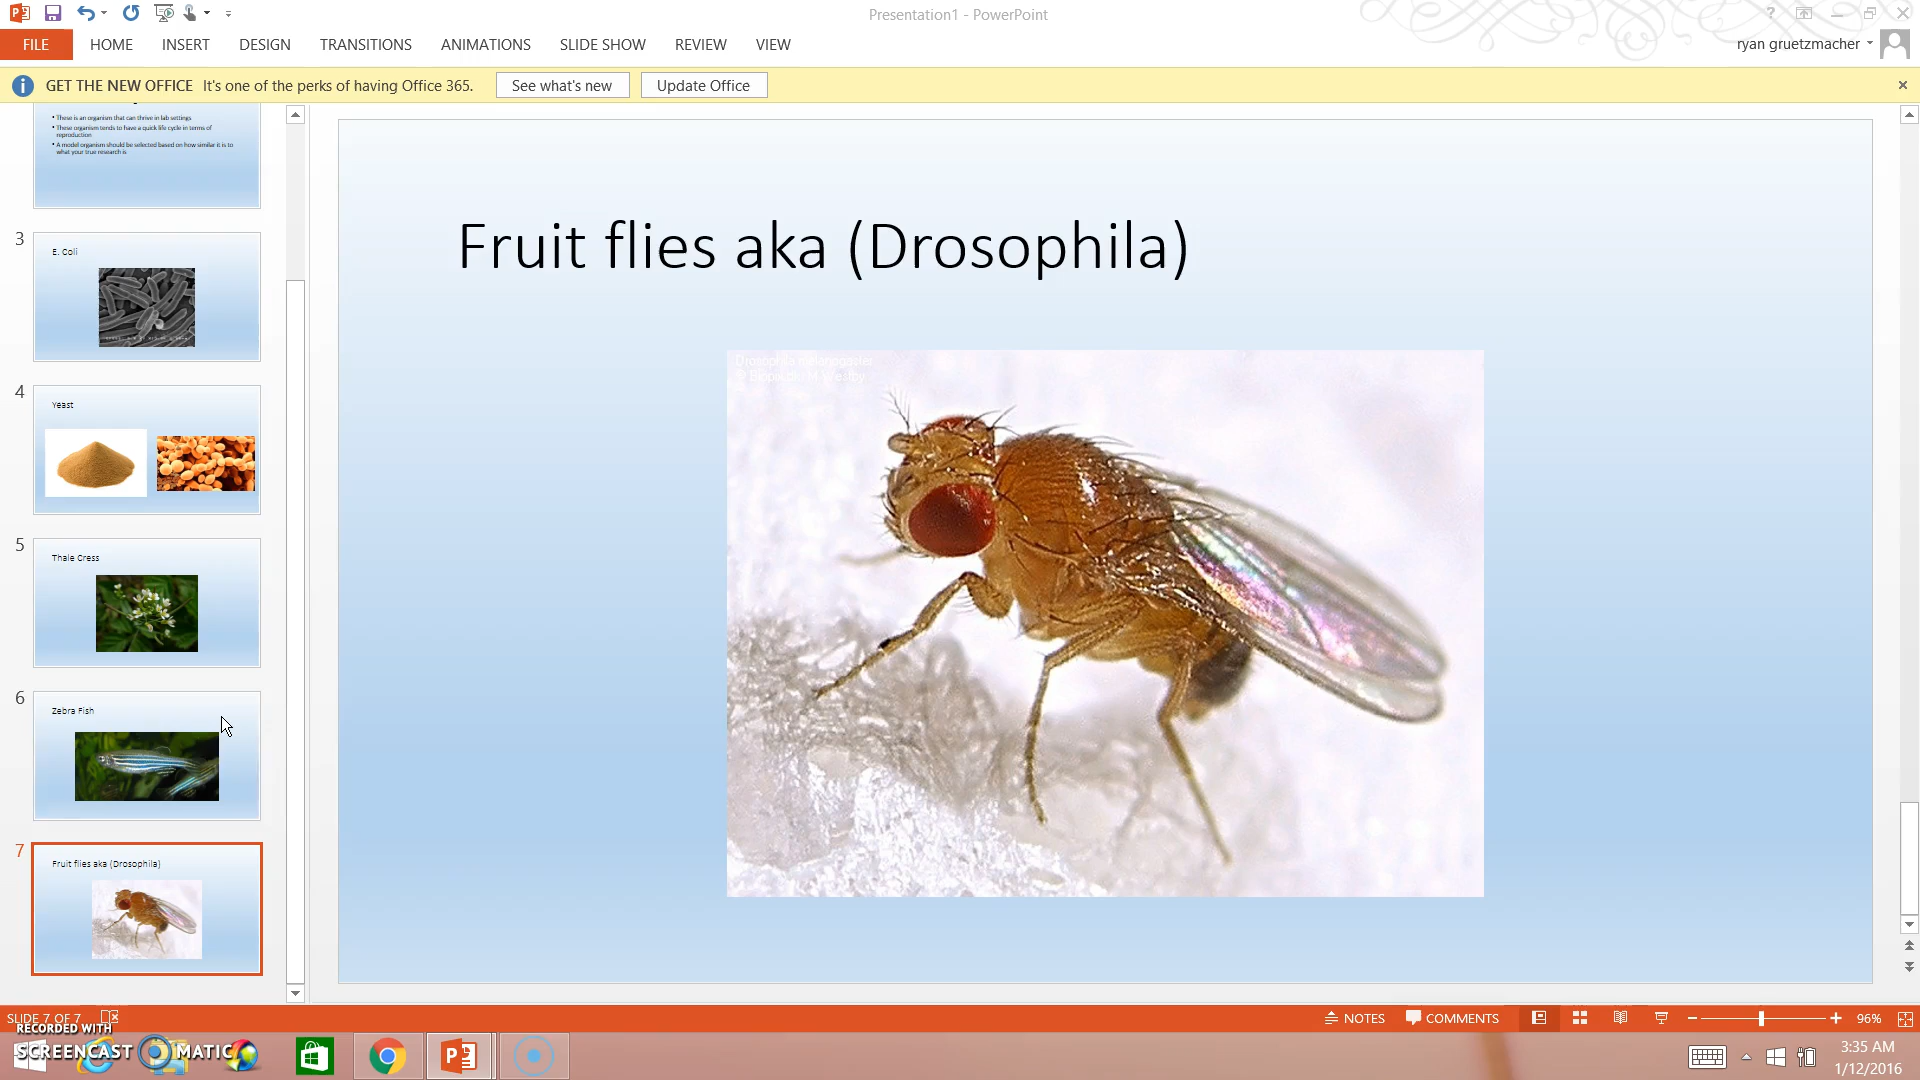 Presentation1 - PowerPoint
?
FILE HOME INSERT DESIGN TRANSITIONS ANIMATIONS SLIDE SHOW REVIEW VIEW
ryan gruetzmacher
GET THE NEW OFFICE It's one of the perks of having Office 365. See what's new Update Office
• These is an organism that can thrive in lab settings
• These organism tends to have a quick life cycle in terms of
reproduction
• A model organism should be selected based on how similar it is to
what your true research is
3
E. Coli
4
Yeast
5
Thale Cress
6
Zebra Fish
7
Fruit flies aka (Drosophila)
Fruit flies aka (Drosophila)
Drosophila melanogaster
SLIDE 7 OF 7
NOTES COMMENTS 96%
RECORDED WITH
SCREENCAST MATIC
3:35 AM
1/12/2016